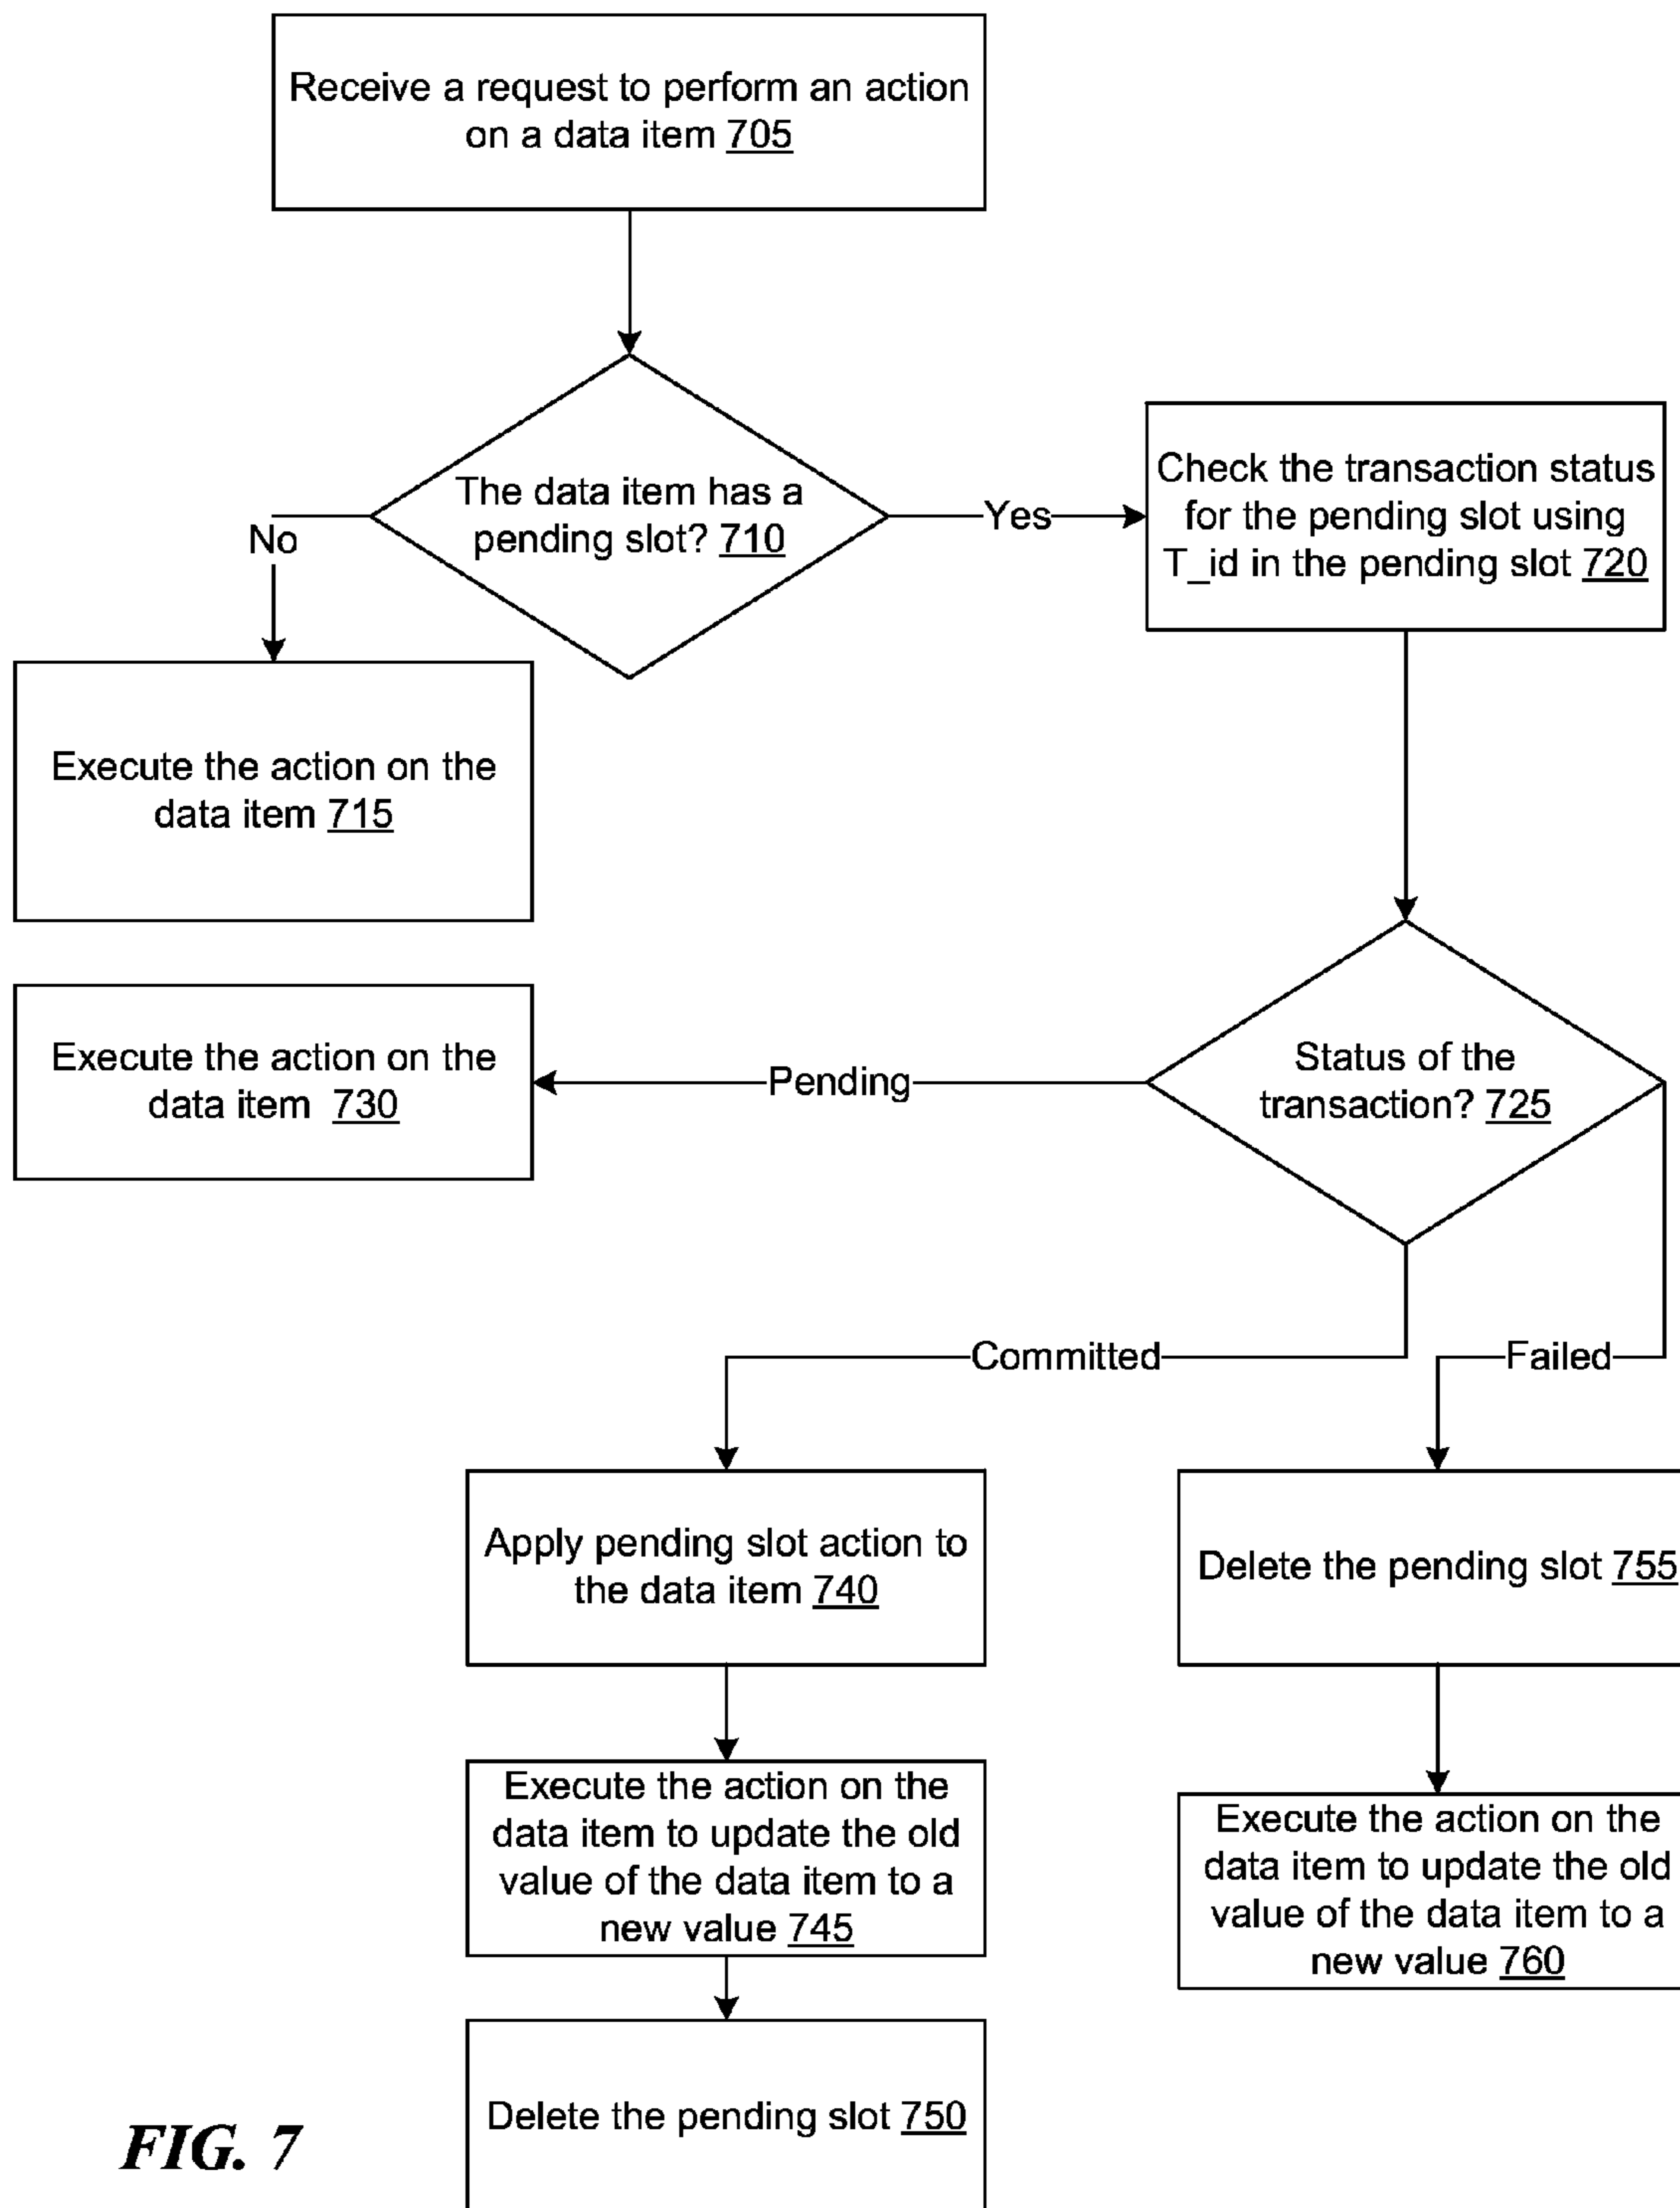 Receive a request to perform an action
on a data item 705
The data item has a
pending slot? 710
No
Yes
Check the transaction status
for the pending slot using
T_id in the pending slot 720
Execute the action on the
data item 715
Execute the action on the
data item 730
Pending
Status of the
transaction? 725
Committed
Failed
Apply pending slot action to
the data item 740
Delete the pending slot 755
Execute the action on the
data item to update the old
value of the data item to a
new value 745
Execute the action on the
data item to update the old
value of the data item to a
new value 760
Delete the pending slot 750
FIG. 7